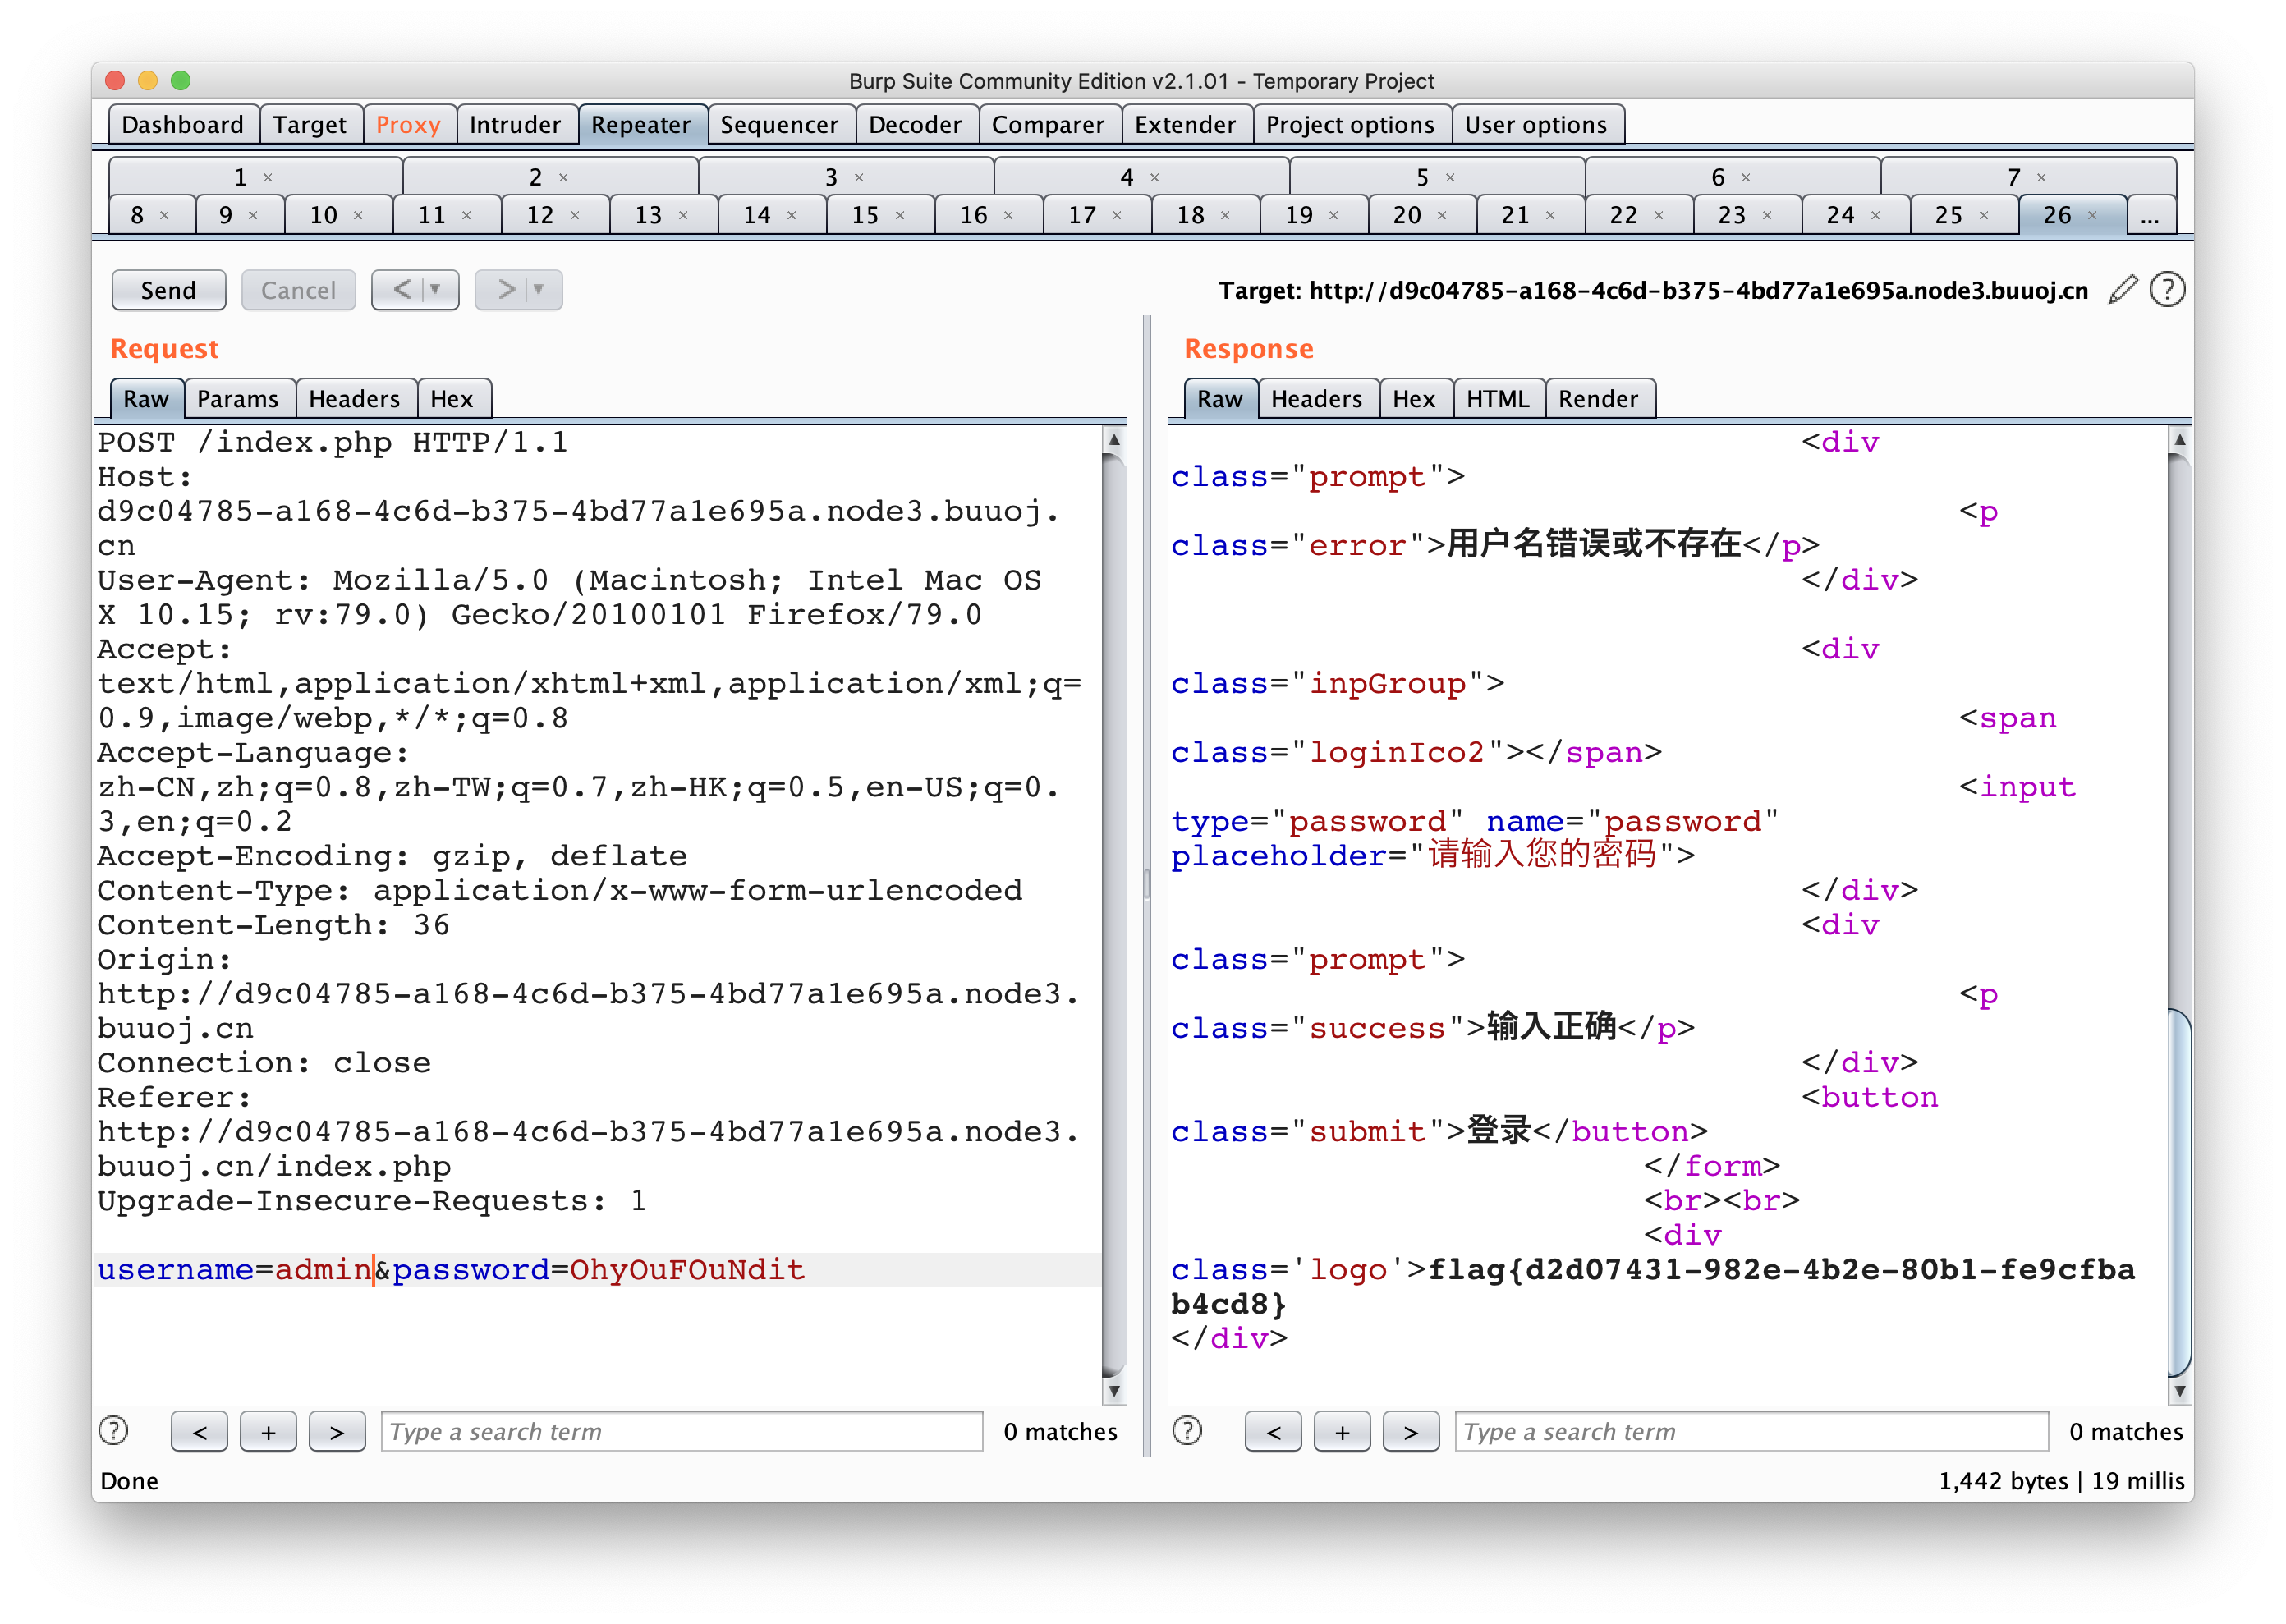 Burp Suite Community Edition v2.1.01 - Temporary Project
Dashboard Target Proxy Intruder Repeater Sequencer Decoder Comparer Extender Project options User options
1 × 2 × 3 × 4 × 5 × 6 × 7 ×
8 × 9 × 10 × 11 × 12 × 13 × 14 × 15 × 16 × 17 × 18 × 19 × 20 × 21 × 22 × 23 × 24 × 25 × 26 × ...
Send Cancel < ▼ > ▼ Target: http://d9c04785-a168-4c6d-b375-4bd77a1e695a.node3.buuoj.cn ?
Request
Raw Params Headers Hex
POST /index.php HTTP/1.1
Host:
d9c04785-a168-4c6d-b375-4bd77a1e695a.node3.buuoj.
cn
User-Agent: Mozilla/5.0 (Macintosh; Intel Mac OS
X 10.15; rv:79.0) Gecko/20100101 Firefox/79.0
Accept:
text/html,application/xhtml+xml,application/xml;q=
0.9,image/webp,*/*;q=0.8
Accept-Language:
zh-CN,zh;q=0.8,zh-TW;q=0.7,zh-HK;q=0.5,en-US;q=0.
3,en;q=0.2
Accept-Encoding: gzip, deflate
Content-Type: application/x-www-form-urlencoded
Content-Length: 36
Origin:
http://d9c04785-a168-4c6d-b375-4bd77a1e695a.node3.
buuoj.cn
Connection: close
Referer:
http://d9c04785-a168-4c6d-b375-4bd77a1e695a.node3.
buuoj.cn/index.php
Upgrade-Insecure-Requests: 1
username=admin&password=OhyOuFOuNdit
? < + > Type a search term 0 matches
Response
Raw Headers Hex HTML Render
<div
class="prompt">
<p
class="error">用户名错误或不存在</p>
</div>
<div
class="inpGroup">
<span
class="loginIco2"></span>
<input
type="password" name="password"
placeholder="请输入您的密码">
</div>
<div
class="prompt">
<p
class="success">输入正确</p>
</div>
<button
class="submit">登录</button>
</form>
<br><br>
<div
class='logo'>flag{d2d07431-982e-4b2e-80b1-fe9cfba
b4cd8}
</div>
? < + > Type a search term 0 matches
Done 1,442 bytes | 19 millis